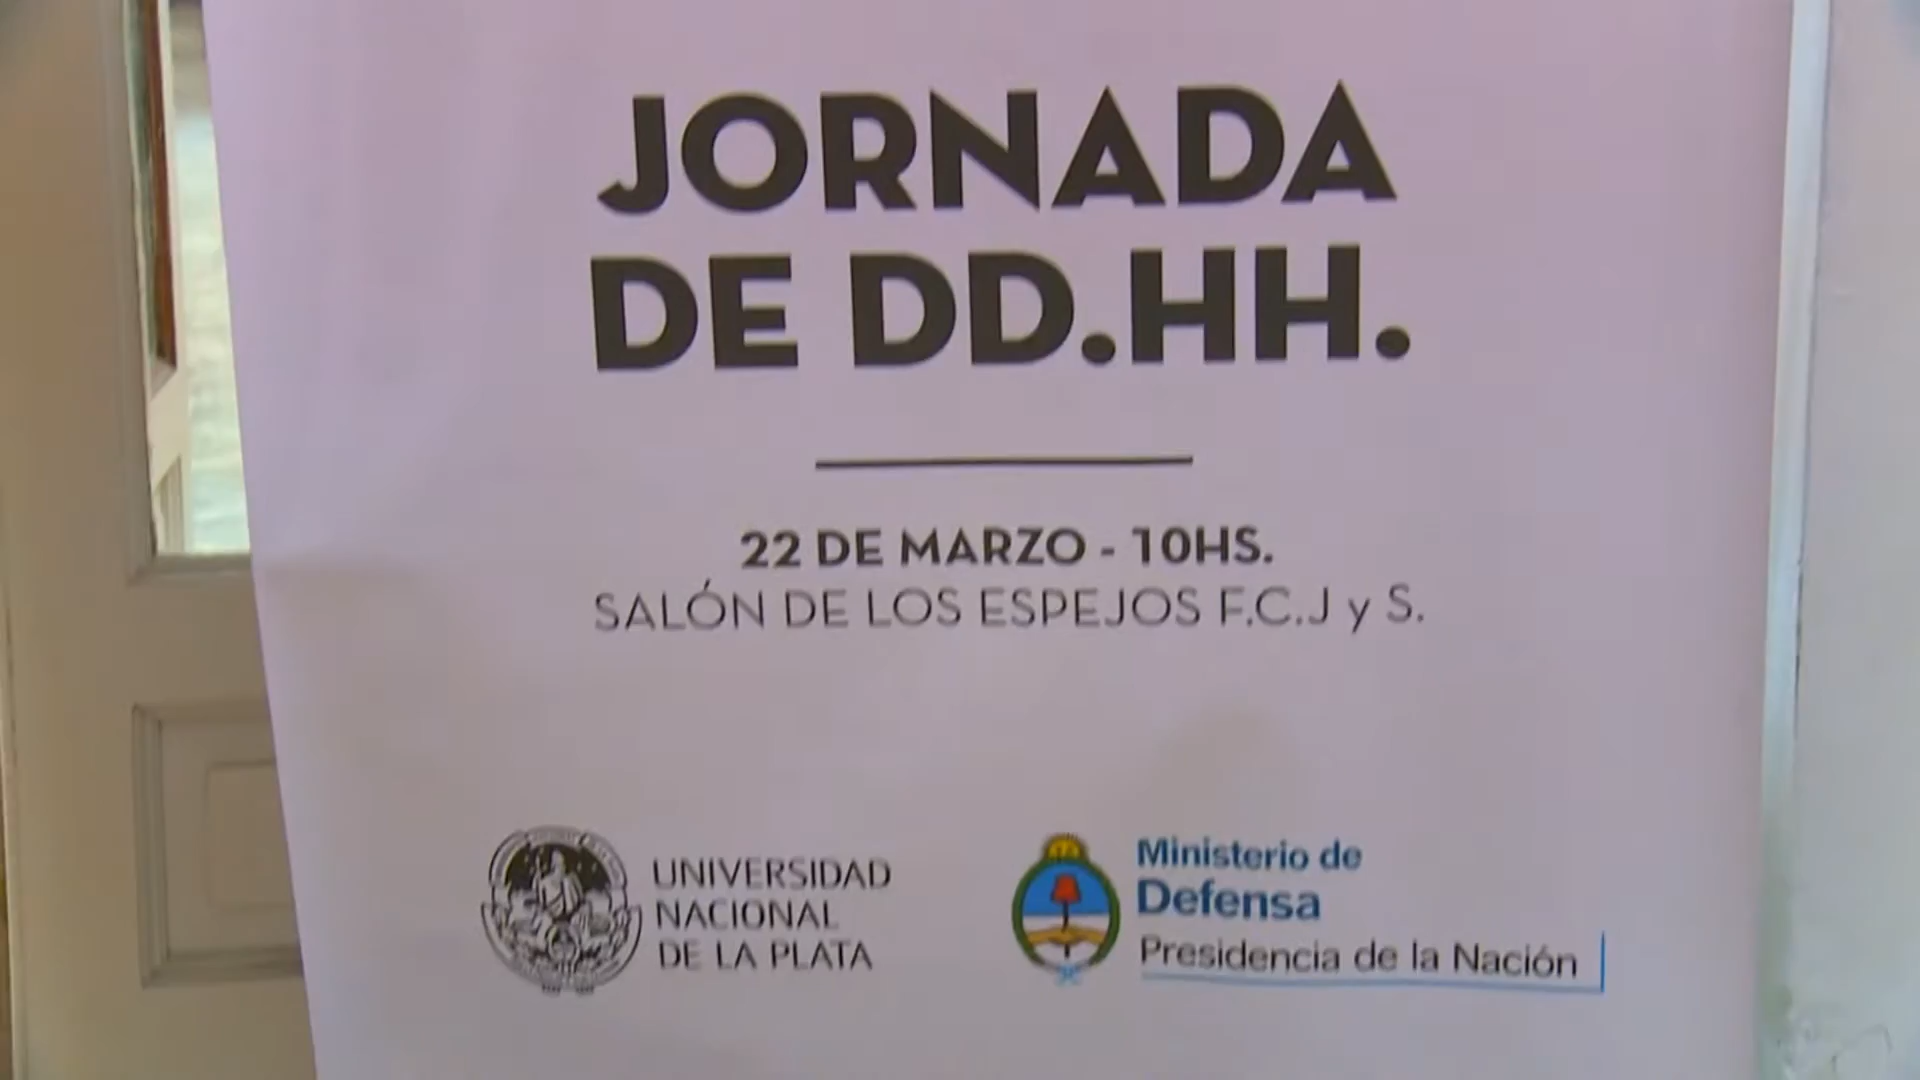 JORNADA
DE DD.HH.
22 DE MARZO - 10HS.
SALÓN DE LOS ESPEJOS F.C.J y S.
UNIVERSIDAD
NACIONAL
DE LA PLATA
Ministerio de
Defensa
Presidencia de la Nación